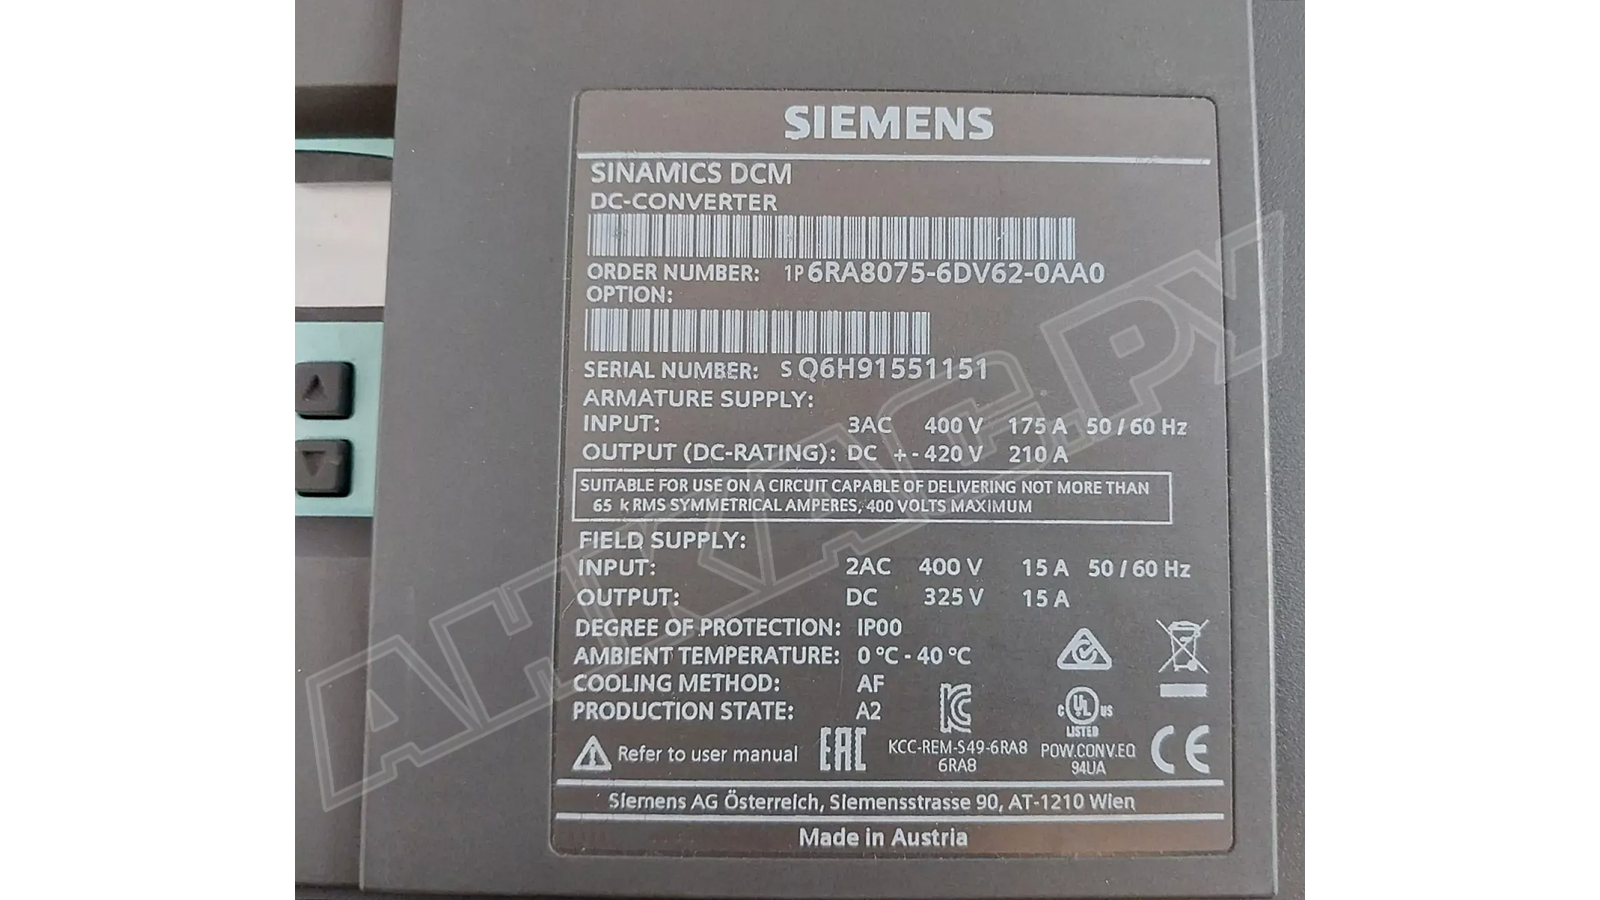 SIEMENS
SINAMICS DCM
DC-CONVERTER
ORDER NUMBER: 1P 6RA8075-6DV62-0AA0
OPTION:
SERIAL NUMBER: S Q6H91551151
ARMATURE SUPPLY:
INPUT: 3AC 400 V 175 A 50 / 60 Hz
OUTPUT (DC-RATING): DC + - 420 V 210 A
SUITABLE FOR USE ON A CIRCUIT CAPABLE OF DELIVERING NOT MORE THAN
65 k RMS SYMMETRICAL AMPERES, 400 VOLTS MAXIMUM
FIELD SUPPLY:
INPUT: 2AC 400 V 15 A 50 / 60 Hz
OUTPUT: DC 325 V 15 A
DEGREE OF PROTECTION: IP00
AMBIENT TEMPERATURE: 0 °C - 40 °C
COOLING METHOD: AF
PRODUCTION STATE: A2
C UL US
LISTED
Refer to user manual EAC KCC-REM-S49-6RA8 POW.CONV.EQ CE
6RA8 94UA
Siemens AG Österreich, Siemensstrasse 90, AT-1210 Wien
Made in Austria
АНКАС.РУ